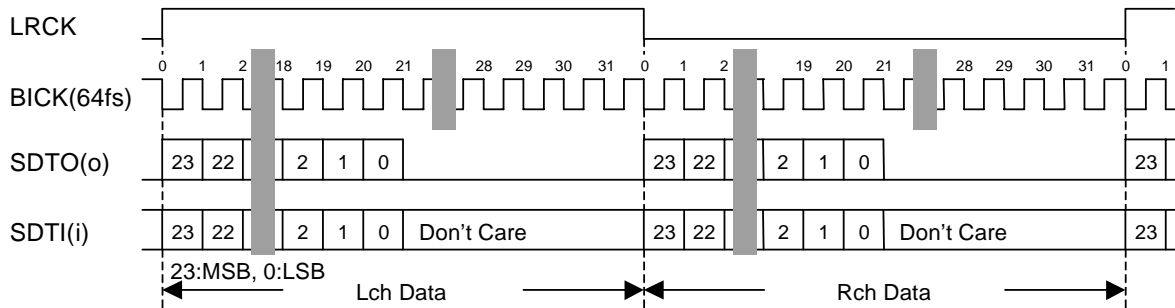 LRCK
0 1 2 18 19 20 21 28 29 30 31 0 1 2 19 20 21 28 29 30 31 0 1
BICK(64fs)
SDTO(o) 23 22 2 1 0 23 22 2 1 0 23
SDTI(i) 23 22 2 1 0 Don't Care 23 22 2 1 0 Don't Care 23
23:MSB, 0:LSB
Lch Data Rch Data